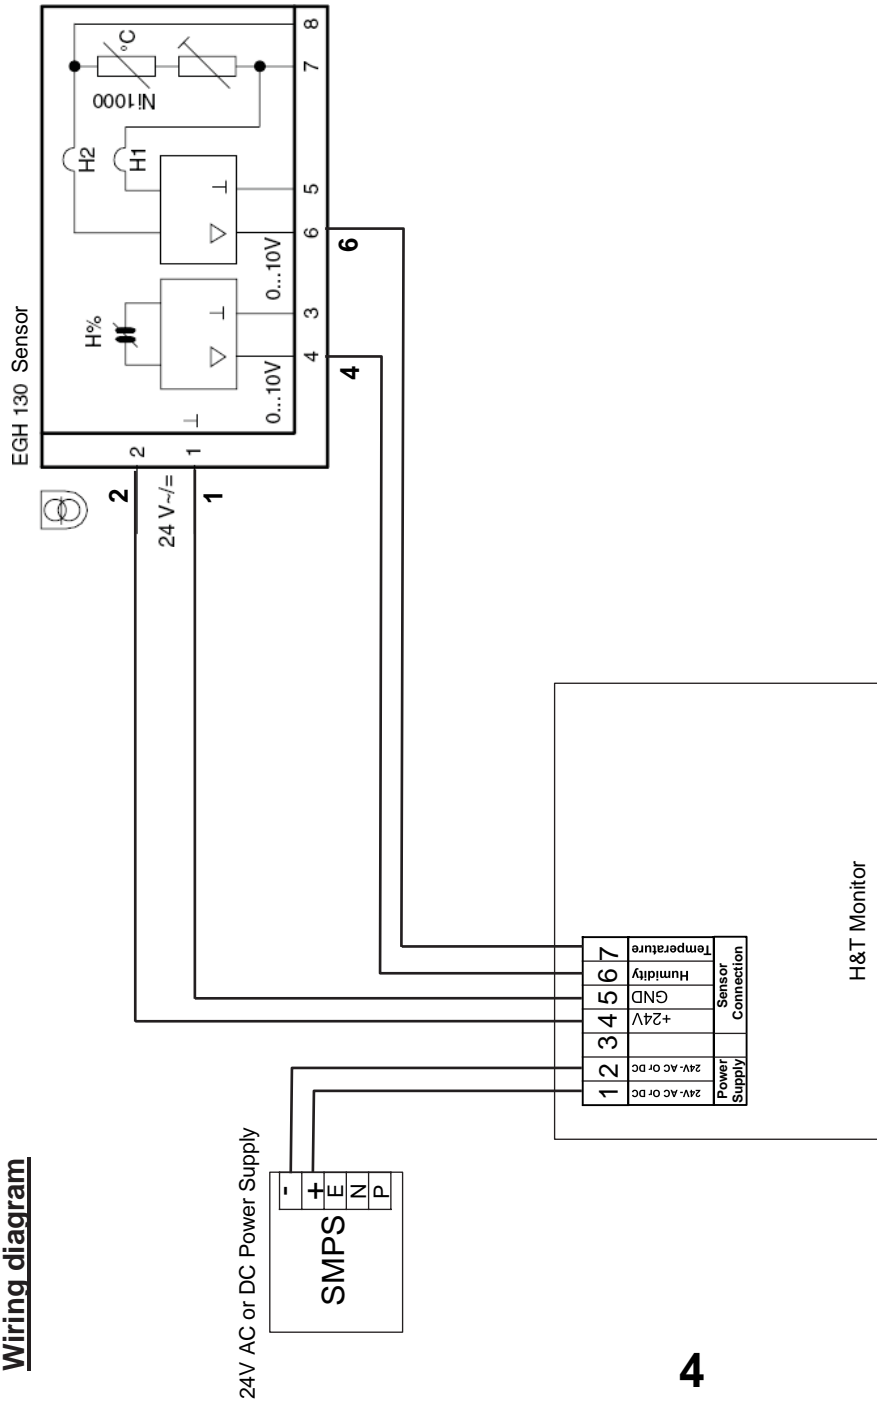 Wiring diagram
EGH 130 Sensor
8
7
°C
Ni1000
H2
H1
5
6
0...10V
H%
3
4
0...10V
2
1
6
4
2
24 V~/=
1
24V AC or DC Power Supply
-
+
E
N
P
SMPS
1 2 3 4 5 6 7
24V- AC Or DC
24V- AC Or DC
+24V
GND
Humidity
Temperature
Power Supply
Sensor Connection
H&T Monitor
4